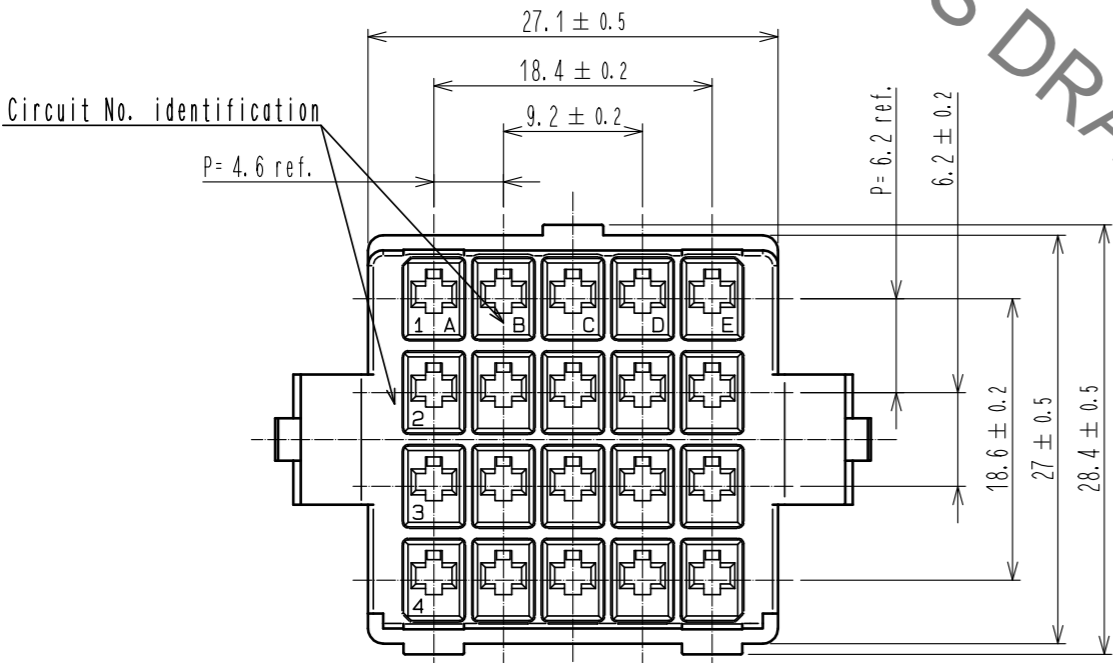 27.1 ± 0.5
18.4 ± 0.2
Circuit No. identification
9.2 ± 0.2
P= 4.6 ref.
P= 6.2 ref.
6.2 ± 0.2
1 A B C D E
2
3
4
18.6 ± 0.2
27 ± 0.5
28.4 ± 0.5